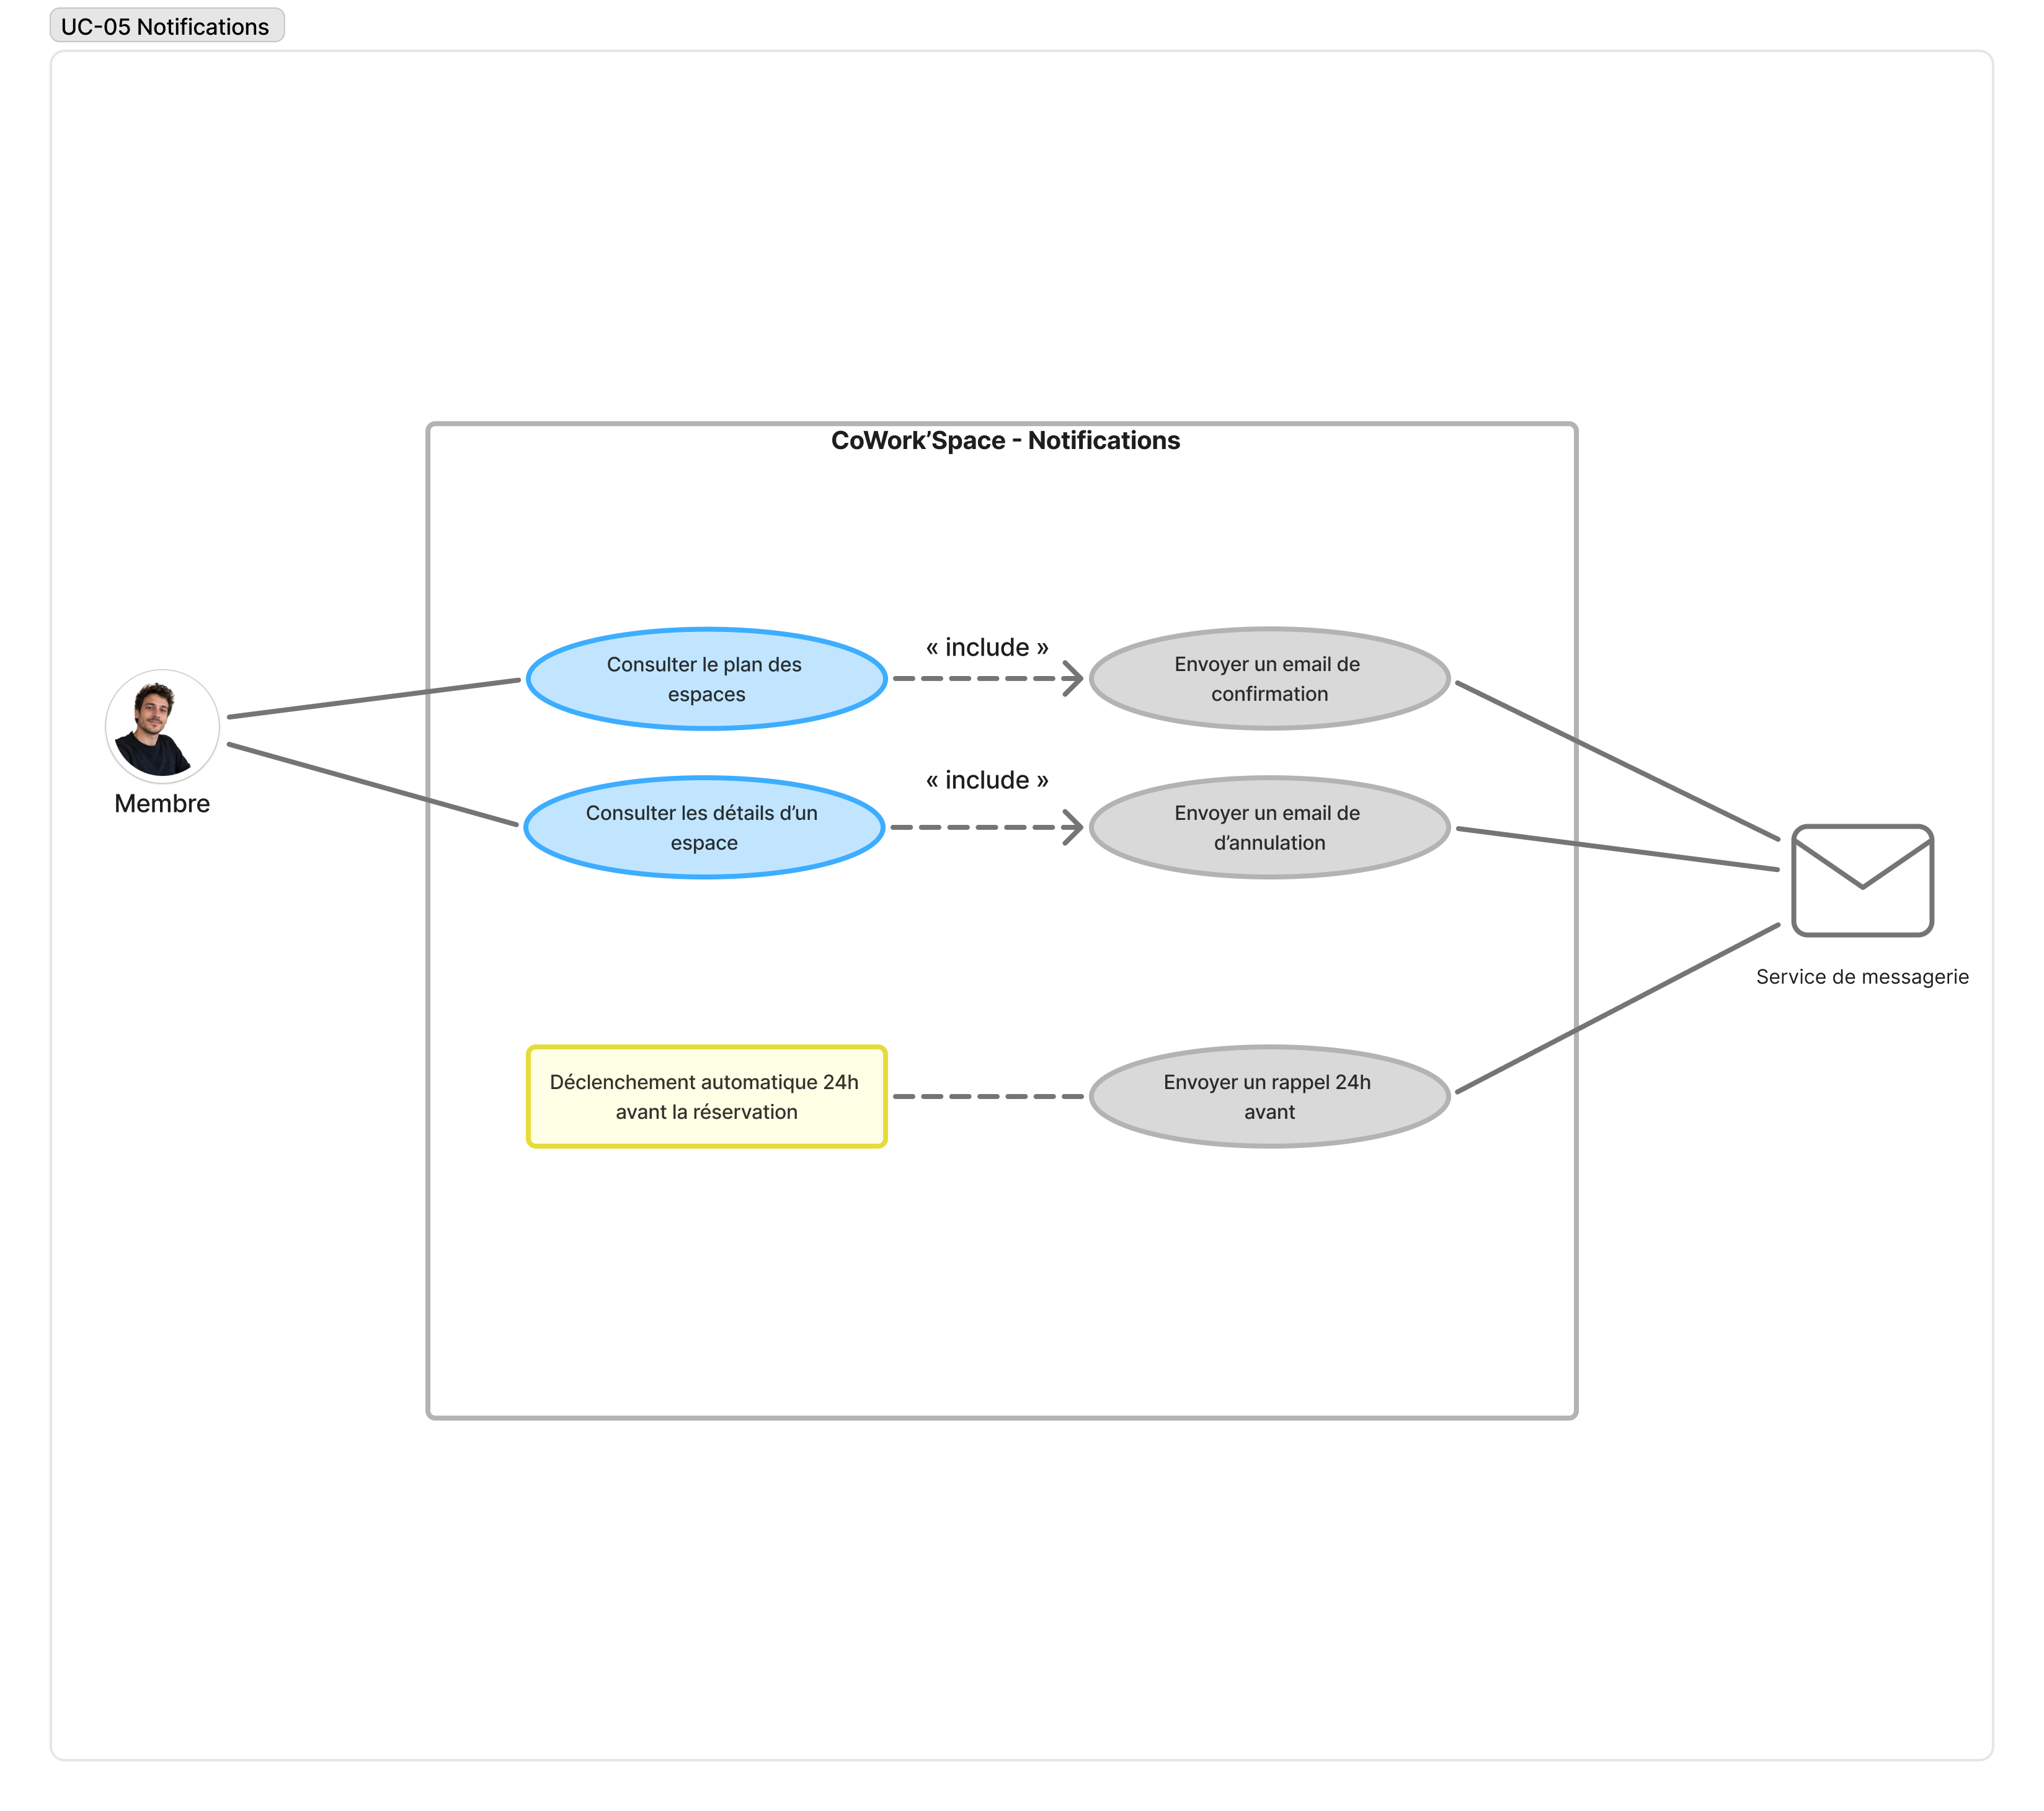 UC-05 Notifications
CoWork’Space - Notifications
Consulter le plan des
espaces
« include »
Envoyer un email de
confirmation
Membre
Consulter les détails d’un
espace
« include »
Envoyer un email de
d’annulation
Service de messagerie
Déclenchement automatique 24h
avant la réservation
Envoyer un rappel 24h
avant